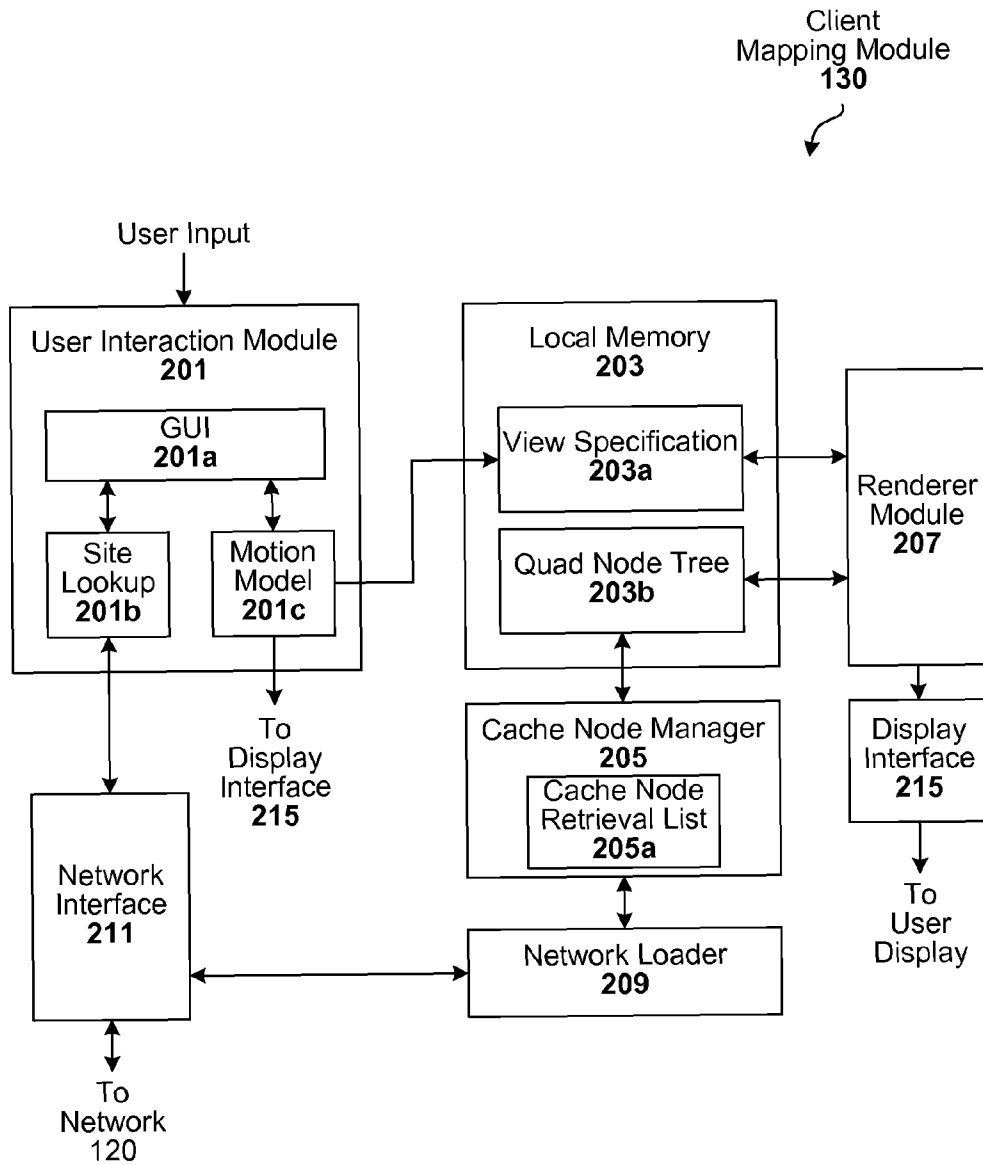 Client
Mapping Module
130
User Input
User Interaction Module
201
GUI
201a
Site
Lookup
201b
Motion
Model
201c
To
Display
Interface
215
Network
Interface
211
To
Network
120
Local Memory
203
View Specification
203a
Quad Node Tree
203b
Cache Node Manager
205
Cache Node
Retrieval List
205a
Network Loader
209
Renderer
Module
207
Display
Interface
215
To
User
Display